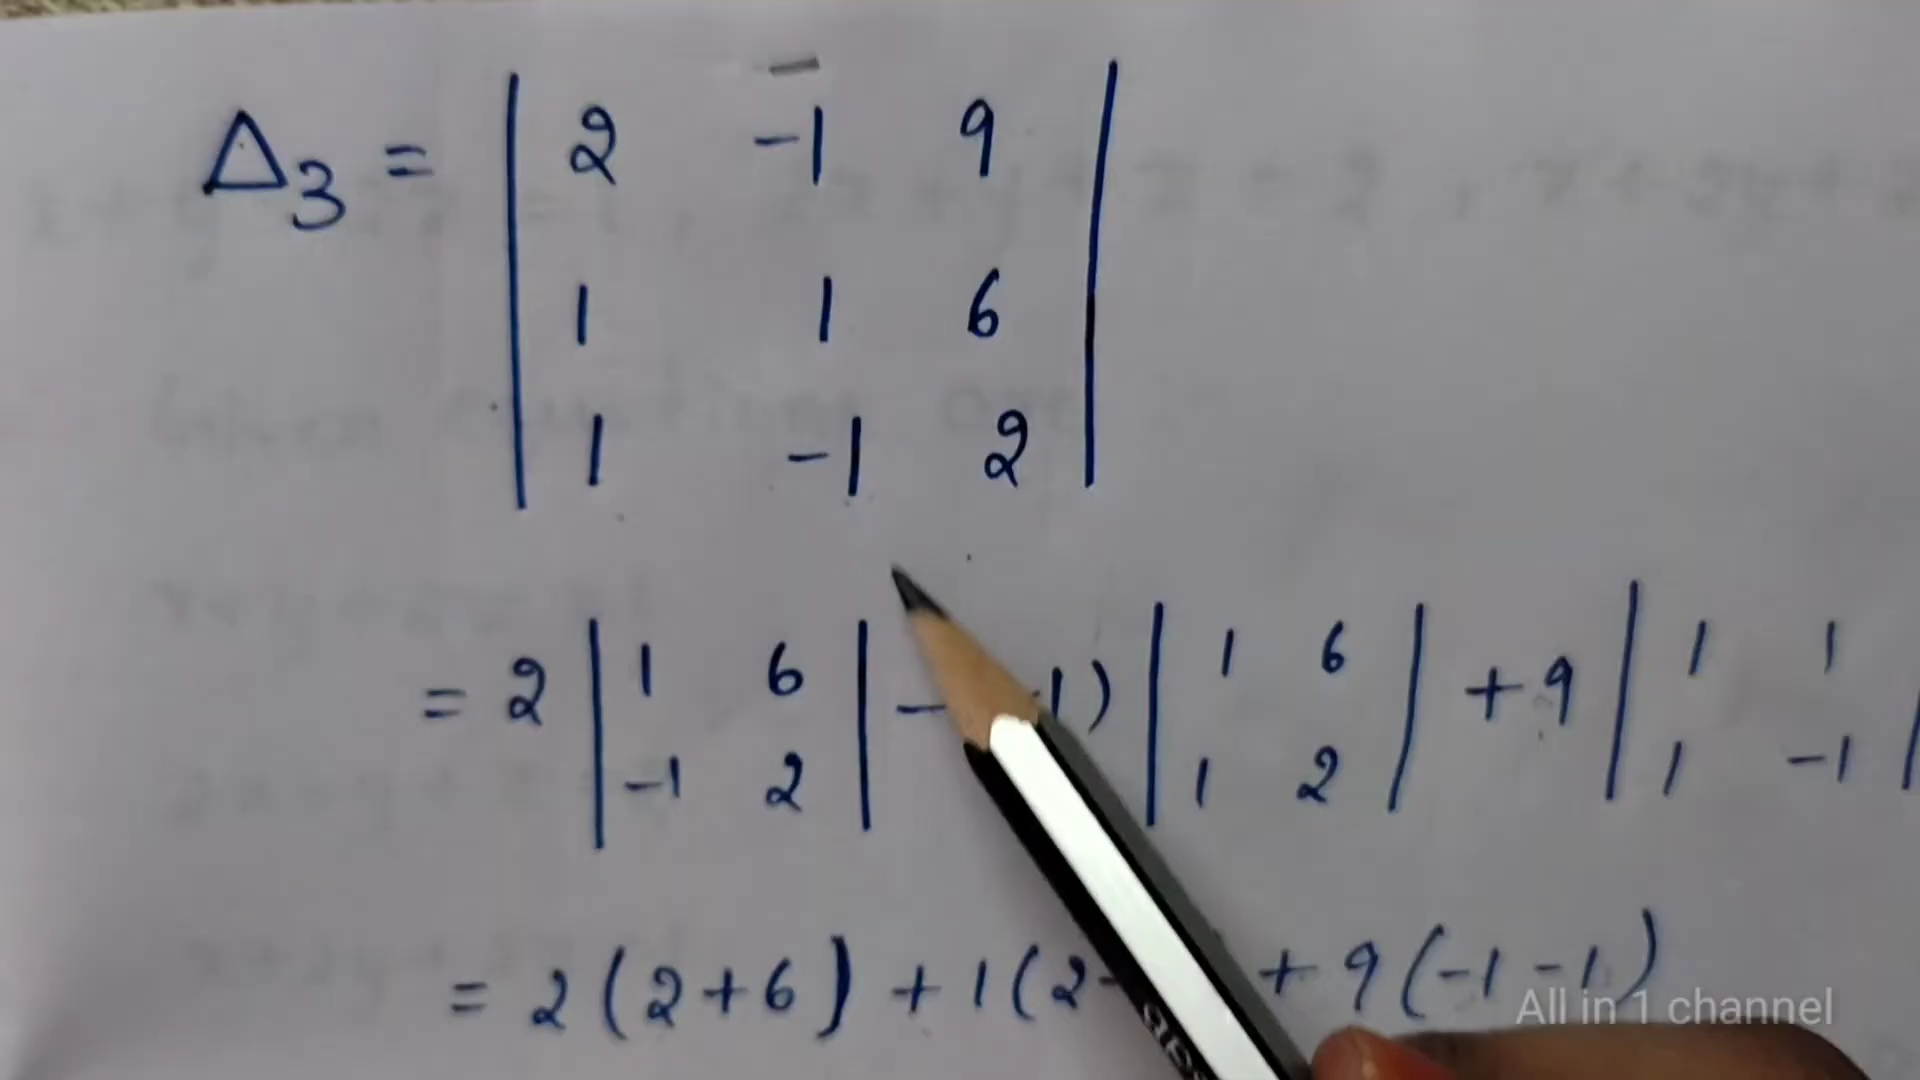 Δ3 = | 2 -1 9 |
| 1 1 6 |
| 1 -1 2 |
= 2 | 1 6 | - 1) | 1 6 | + 9 | 1 1 |
| -1 2 | | 1 2 | | 1 -1 |
= 2 (2+6) + 1 (2- + 9 (-1-1)
All in 1 channel